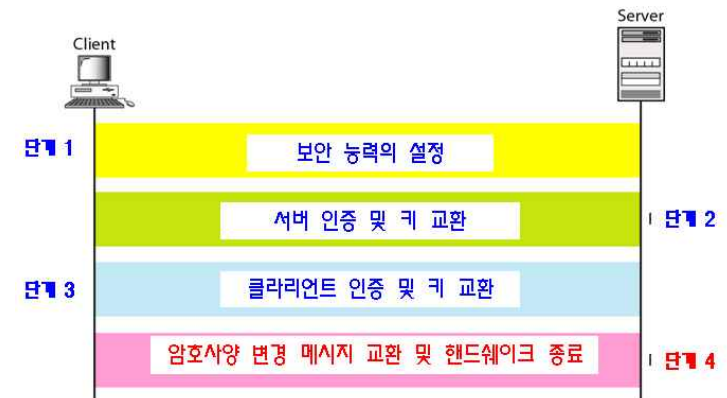 Server
Client
단계 1
보안 능력의 설정
서버 인증 및 키 교환
단계 2
단계 3
클라리언트 인증 및 키 교환
암호사양 변경 메시지 교환 및 핸드쉐이크 종료
단계 4